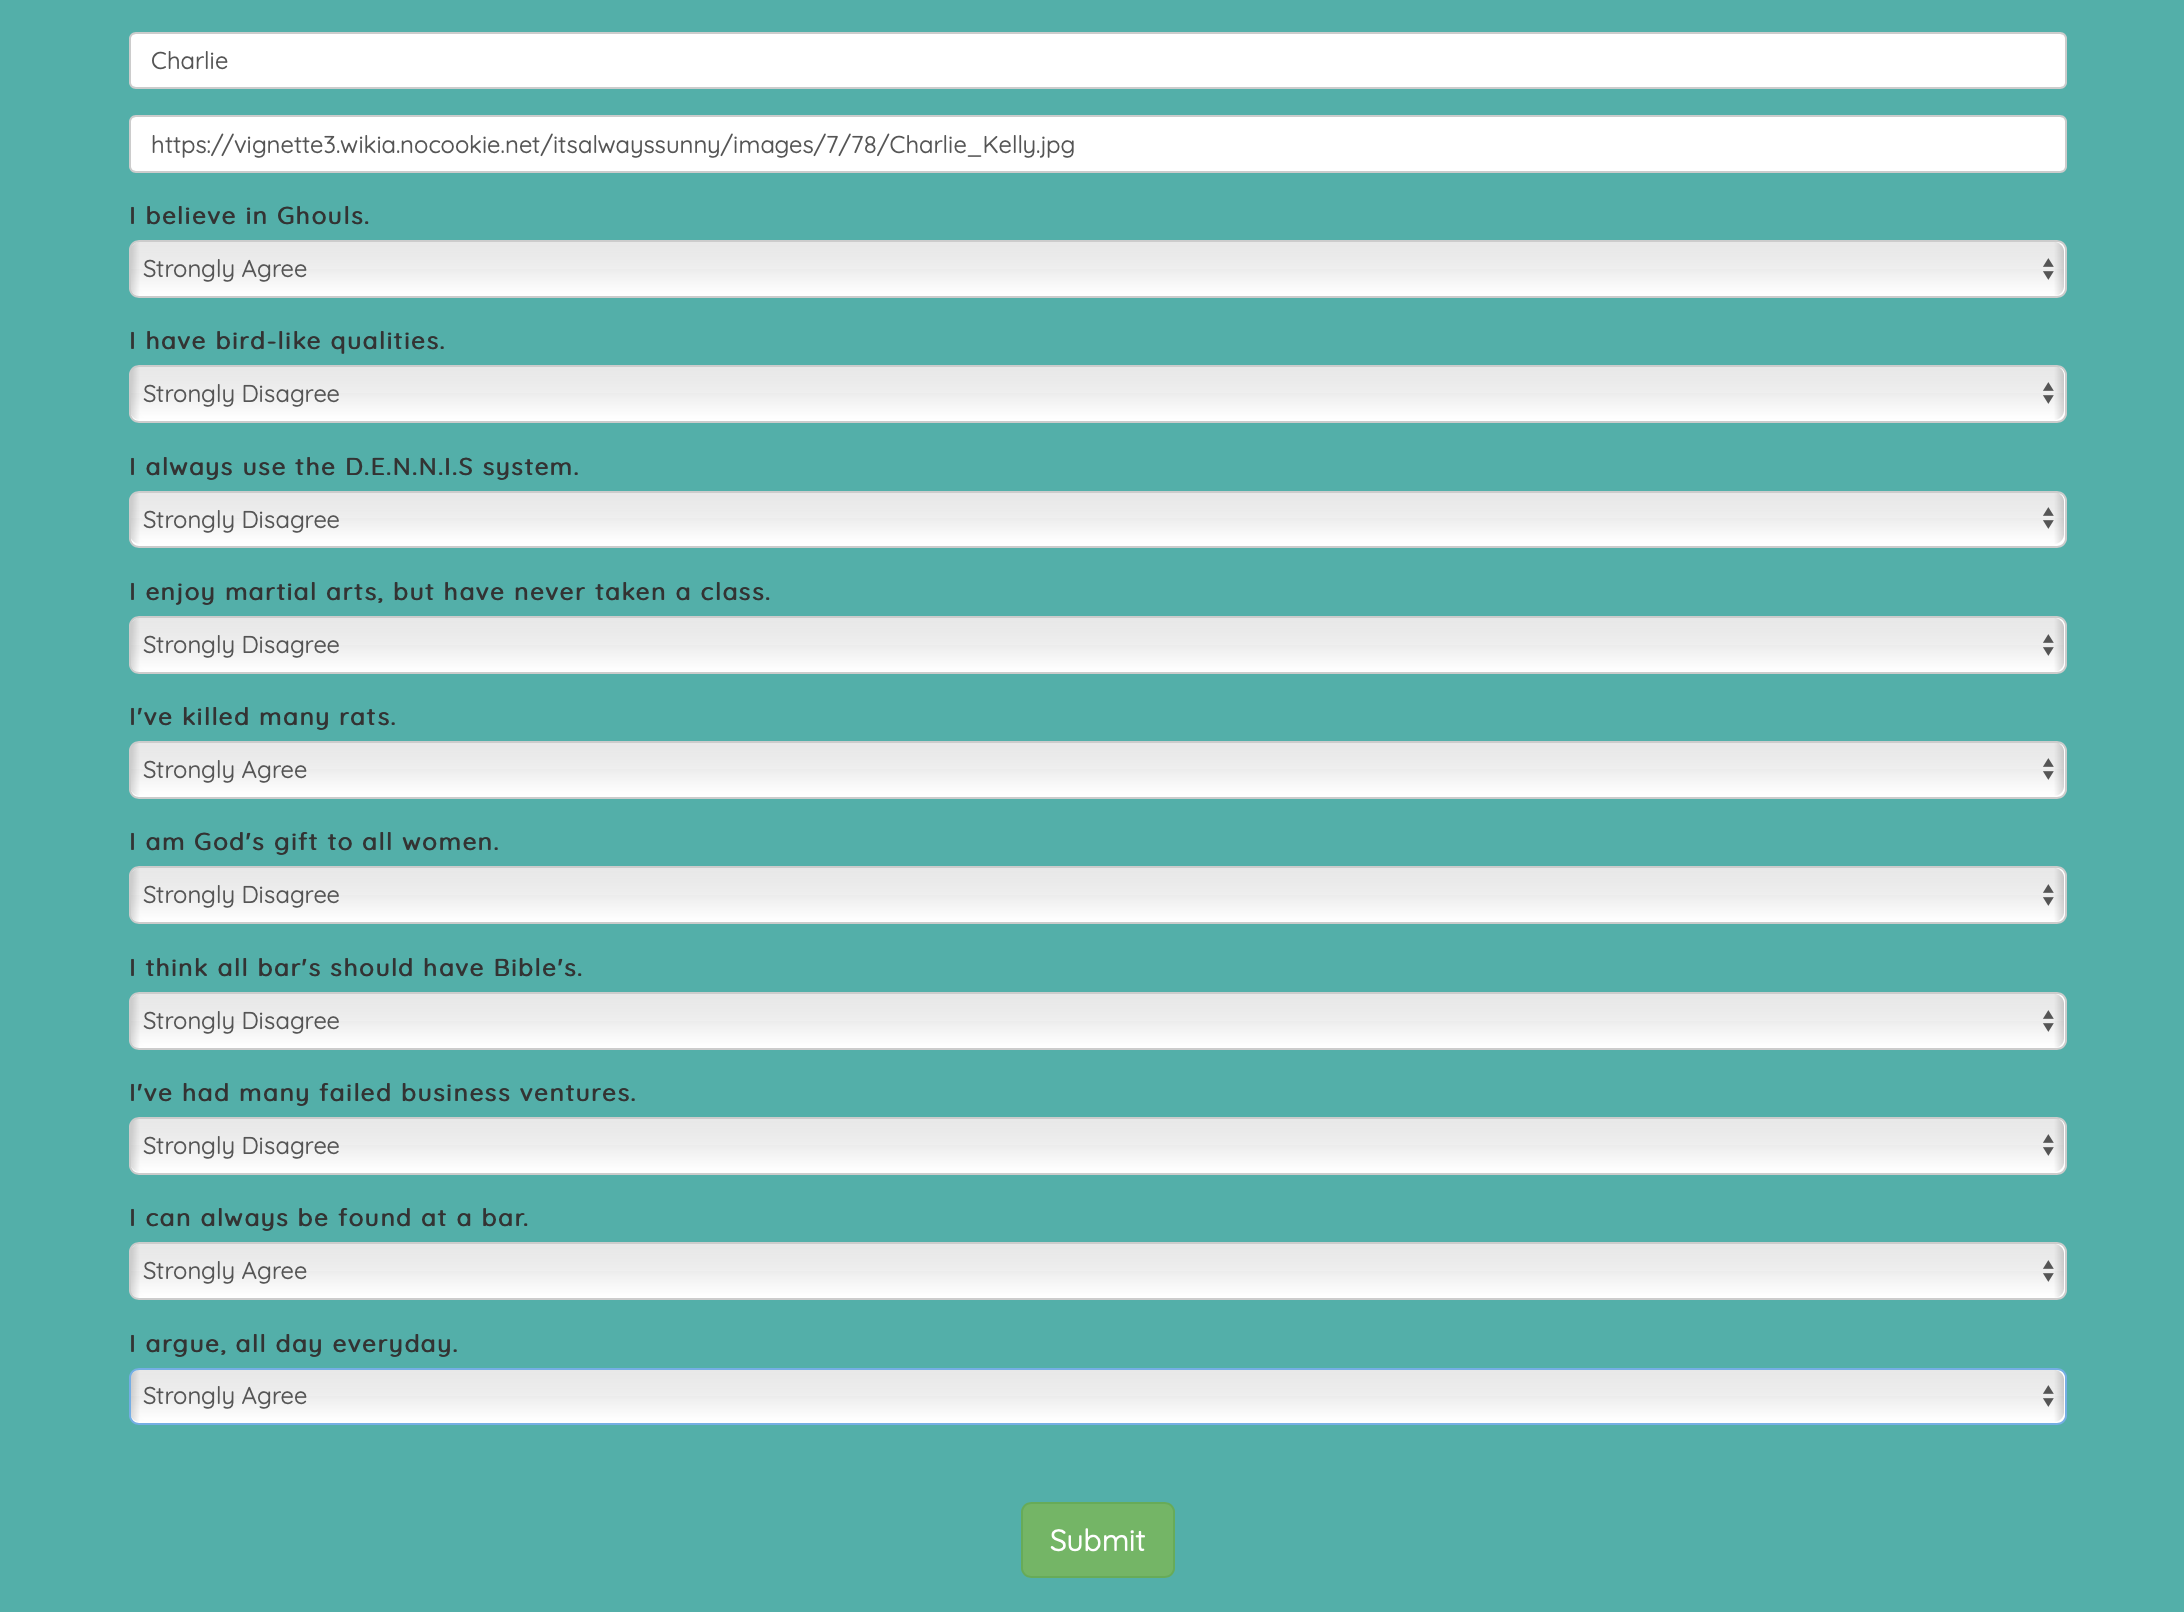 Charlie
https://vignette3.wikia.nocookie.net/itsalwayssunny/images/7/78/Charlie_Kelly.jpg
I believe in Ghouls.
Strongly Agree
I have bird-like qualities.
Strongly Disagree
I always use the D.E.N.N.I.S system.
Strongly Disagree
I enjoy martial arts, but have never taken a class.
Strongly Disagree
I've killed many rats.
Strongly Agree
I am God's gift to all women.
Strongly Disagree
I think all bar's should have Bible's.
Strongly Disagree
I've had many failed business ventures.
Strongly Disagree
I can always be found at a bar.
Strongly Agree
I argue, all day everyday.
Strongly Agree
Submit